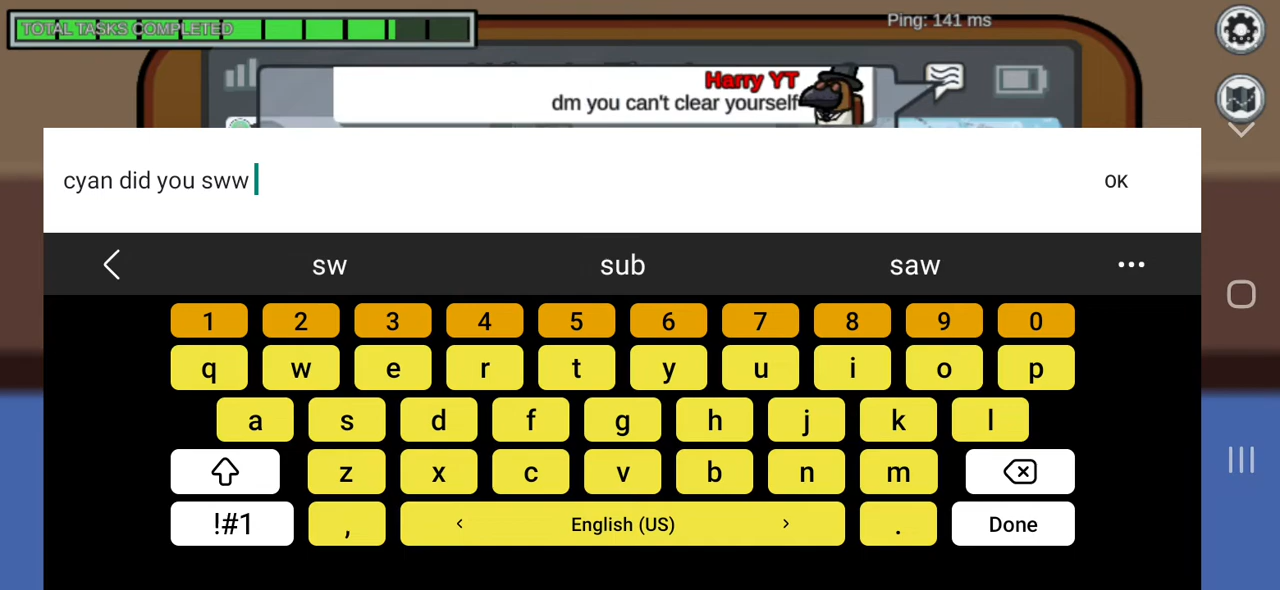 TOTAL TASKS COMPLETED
Ping: 141 ms
Harry YT
dm you can't clear yourself
cyan did you sww
OK
sw sub saw
1 2 3 4 5 6 7 8 9 0
q w e r t y u i o p
a s d f g h j k l
z x c v b n m
!#1 , < English (US) > . Done